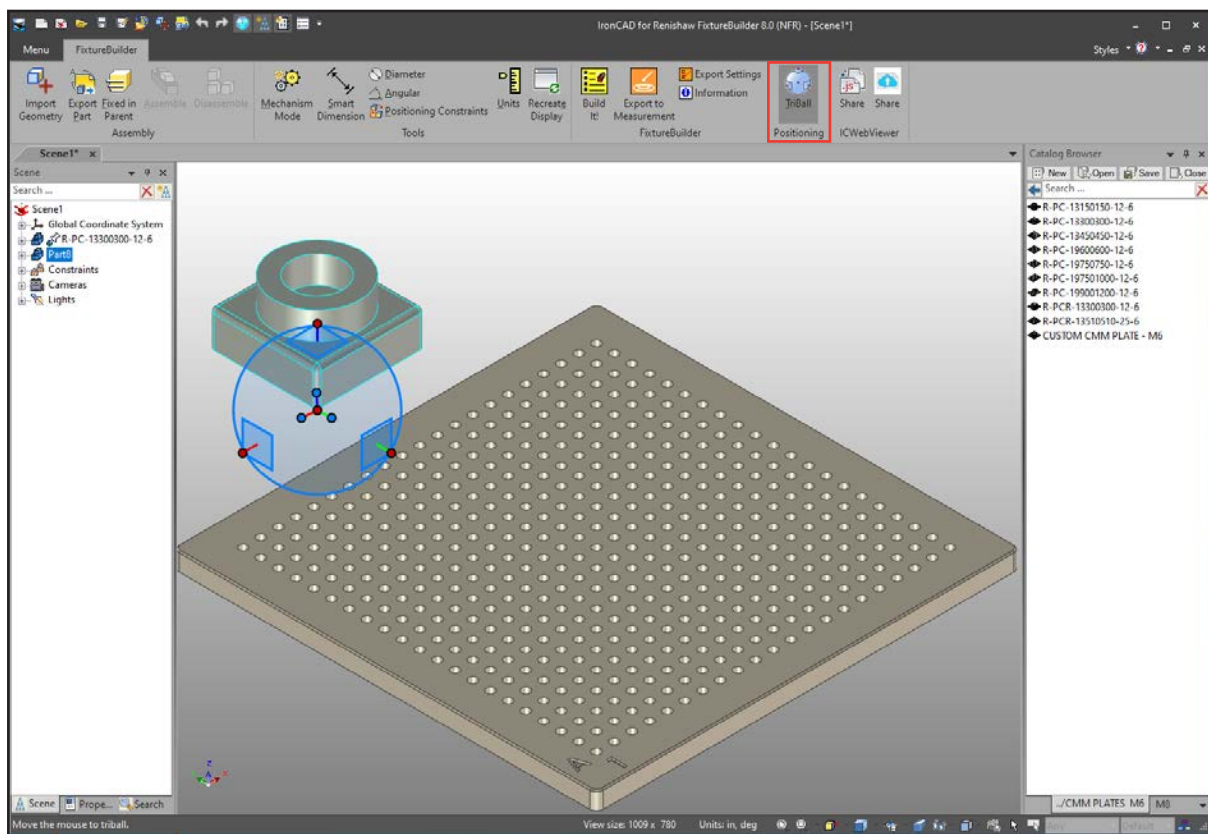 IronCAD for Renishaw FixtureBuilder 8.0 (NFR) - [Scene1*]
Menu FixtureBuilder Styles
Import Geometry
Export Part
Fixed in Parent
Assemble
Disassemble
Assembly
Mechanism Mode
Smart Dimension
Diameter
Angular
Positioning Constraints
Units
Recreate Display
Tools
Build It!
Export to Measurement
Export Settings
Information
FixtureBuilder
TriBall
Positioning
Share
Share
ICWebViewer
Scene1*
Scene
Search ...
Scene1
Global Coordinate System
R-PC-13300300-12-6
Part8
Constraints
Cameras
Lights
Catalog Browser
New Open Save Close
Search ...
R-PC-13150150-12-6
R-PC-13300300-12-6
R-PC-13450450-12-6
R-PC-19600600-12-6
R-PC-19750750-12-6
R-PC-197501000-12-6
R-PC-199001200-12-6
R-PCR-13300300-12-6
R-PCR-13510510-25-6
CUSTOM CMM PLATE - M6
A 1
Z
X
Scene Prope... Search
../CMM PLATES M6 M8
Move the mouse to triball.
View size: 1009 x 780 Units: in, deg Any Default